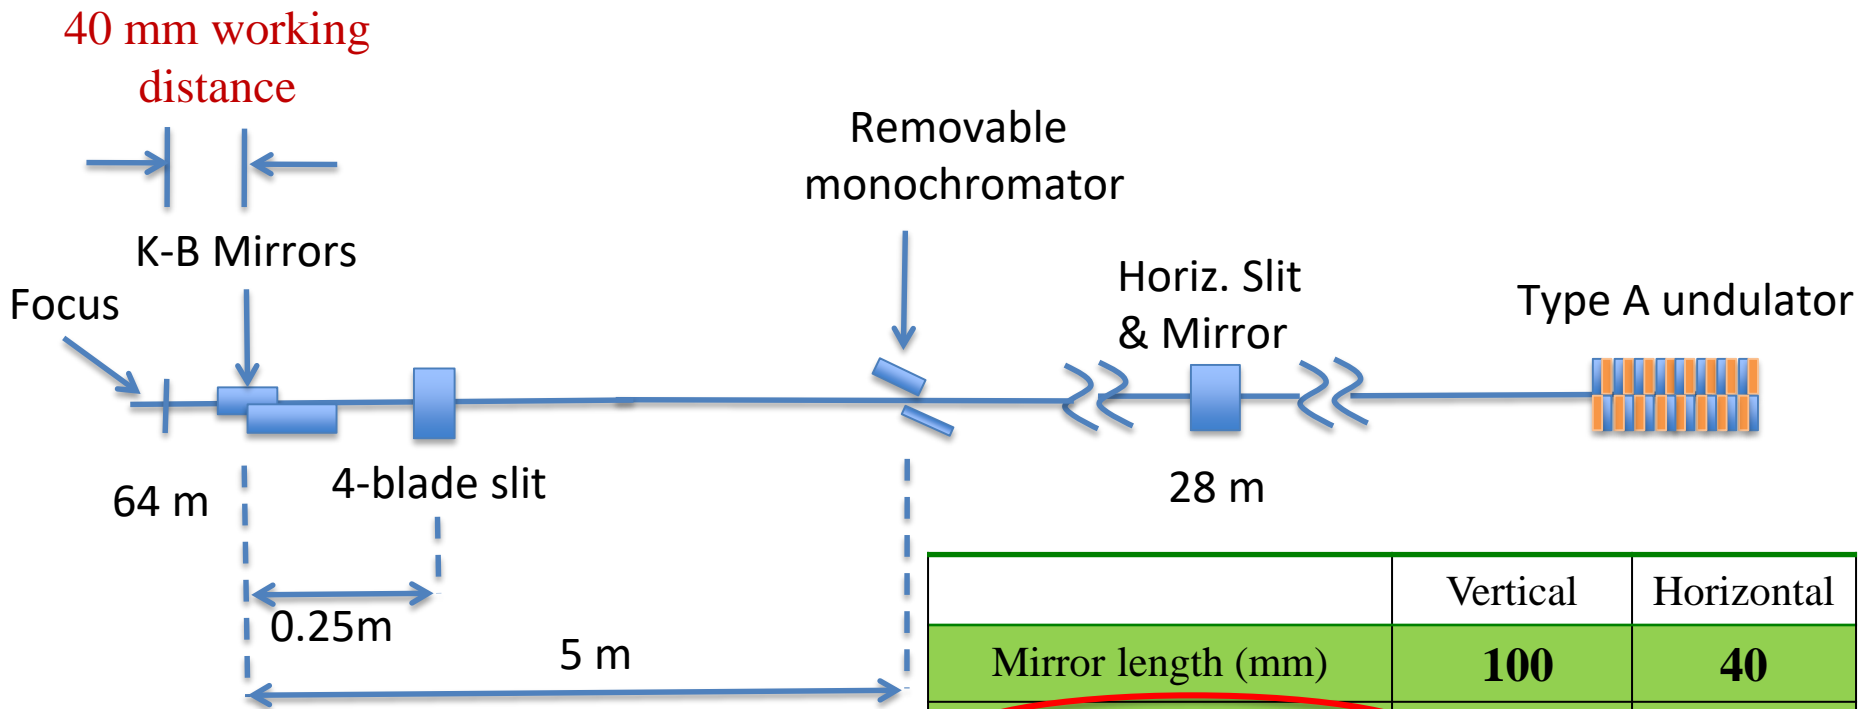 40 mm working
distance
Removable
monochromator
K-B Mirrors
Horiz. Slit
& Mirror
Type A undulator
Focus
64 m
4-blade slit
28 m
0.25m
5 m
Vertical Horizontal
Mirror length (mm) 100 40